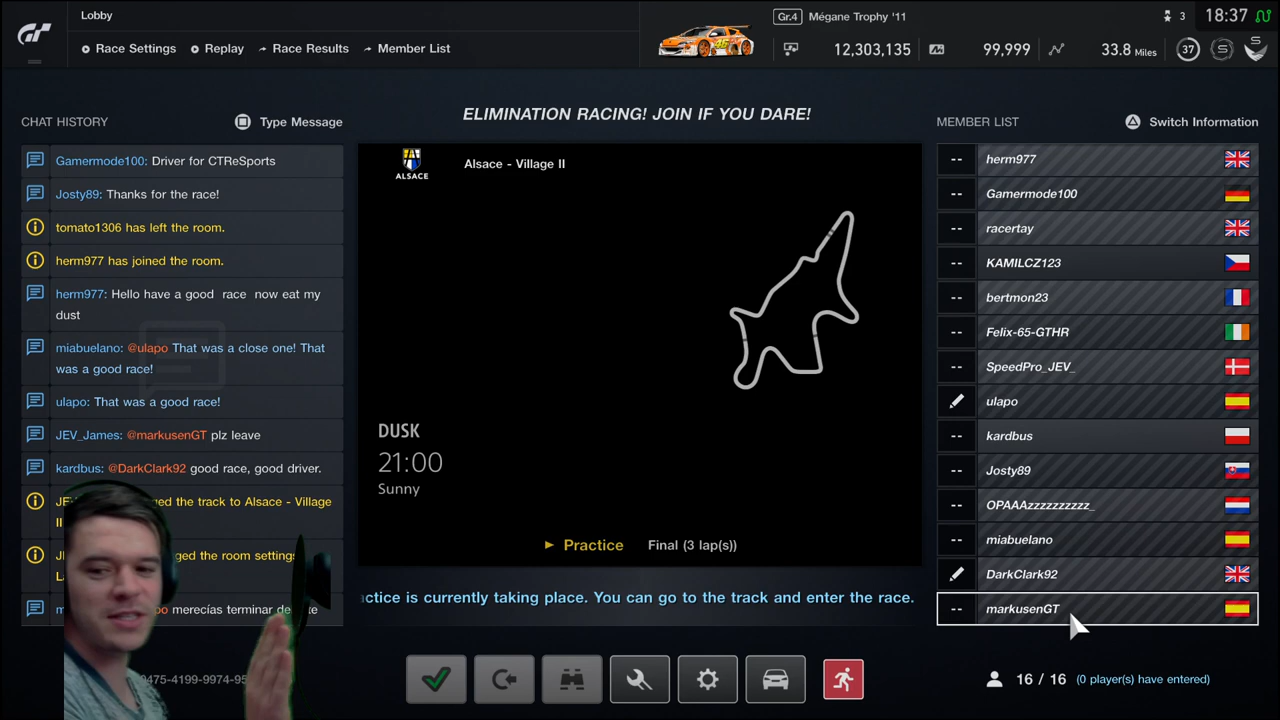 Lobby
Gr.4 Mégane Trophy '11
3
18:37
Race Settings Replay Race Results Member List
12,303,135
99,999
33.8 Miles
37
S
S
CHAT HISTORY
Type Message
Gamermode100: Driver for CTReSports
Josty89: Thanks for the race!
tomato1306 has left the room.
herm977 has joined the room.
herm977: Hello have a good race now eat my
dust
miabuelano: @ulapo That was a close one! That
was a good race!
ulapo: That was a good race!
JEV_James: @markusenGT plz leave
kardbus: @DarkClark92 good race, good driver.
ged the track to Alsace - Village
II
ged the room settings
merecías terminar
0475-4199-9974-95
ELIMINATION RACING! JOIN IF YOU DARE!
ALSACE
Alsace - Village II
DUSK
21:00
Sunny
Practice Final (3 lap(s))
ctice is currently taking place. You can go to the track and enter the race.
MEMBER LIST
Switch Information
-- herm977
-- Gamermode100
-- racertay
-- KAMILCZ123
-- bertmon23
-- Felix-65-GTHR
-- SpeedPro_JEV_
ulapo
-- kardbus
-- Josty89
-- OPAAAzzzzzzzzzz_
-- miabuelano
DarkClark92
-- markusenGT
16 / 16 (0 player(s) have entered)